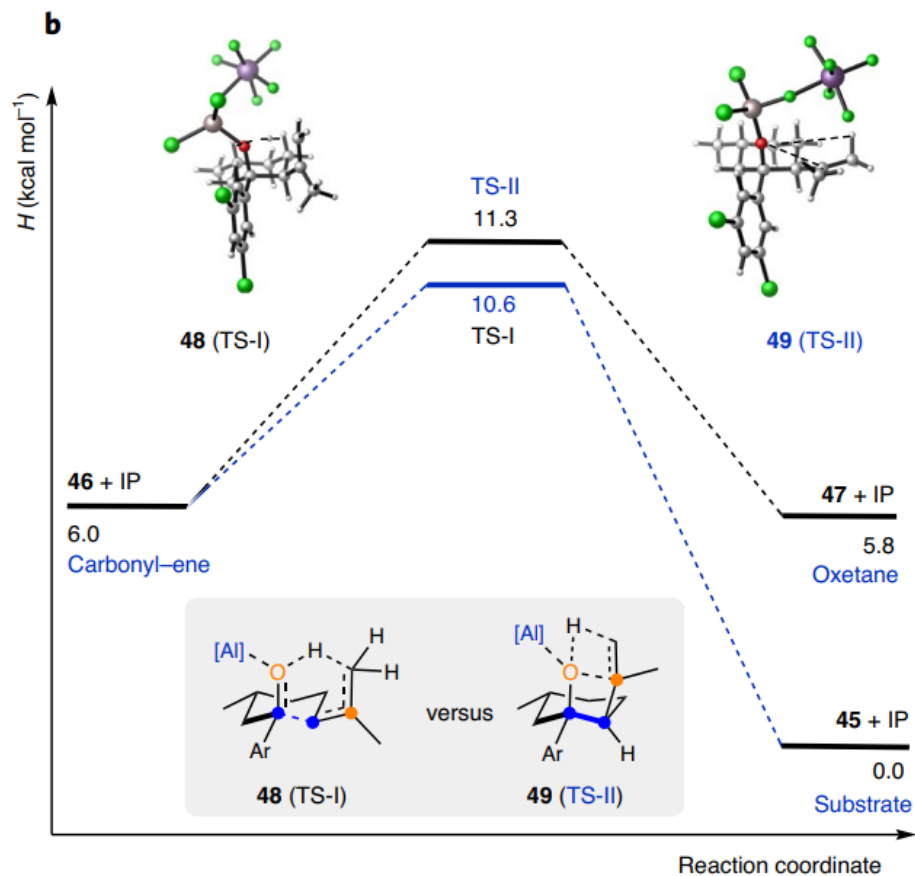 b
H (kcal mol⁻¹)
TS-II
11.3
10.6
TS-I
48 (TS-I)
49 (TS-II)
46 + IP
6.0
Carbonyl–ene
47 + IP
5.8
Oxetane
[Al]
H
H
H
O
Ar
48 (TS-I)
versus
[Al]
H
O
Ar
H
49 (TS-II)
45 + IP
0.0
Substrate
Reaction coordinate